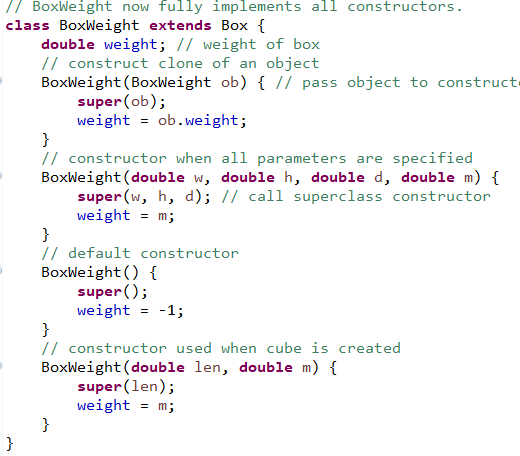 // BoxWeight now fully implements all constructors.
class BoxWeight extends Box {
double weight; // weight of box
// construct clone of an object
BoxWeight(BoxWeight ob) { // pass object to construct
super(ob);
weight = ob.weight;
}
// constructor when all parameters are specified
BoxWeight(double w, double h, double d, double m) {
super(w, h, d); // call superclass constructor
weight = m;
}
// default constructor
BoxWeight() {
super();
weight = -1;
}
// constructor used when cube is created
BoxWeight(double len, double m) {
super(len);
weight = m;
}
}